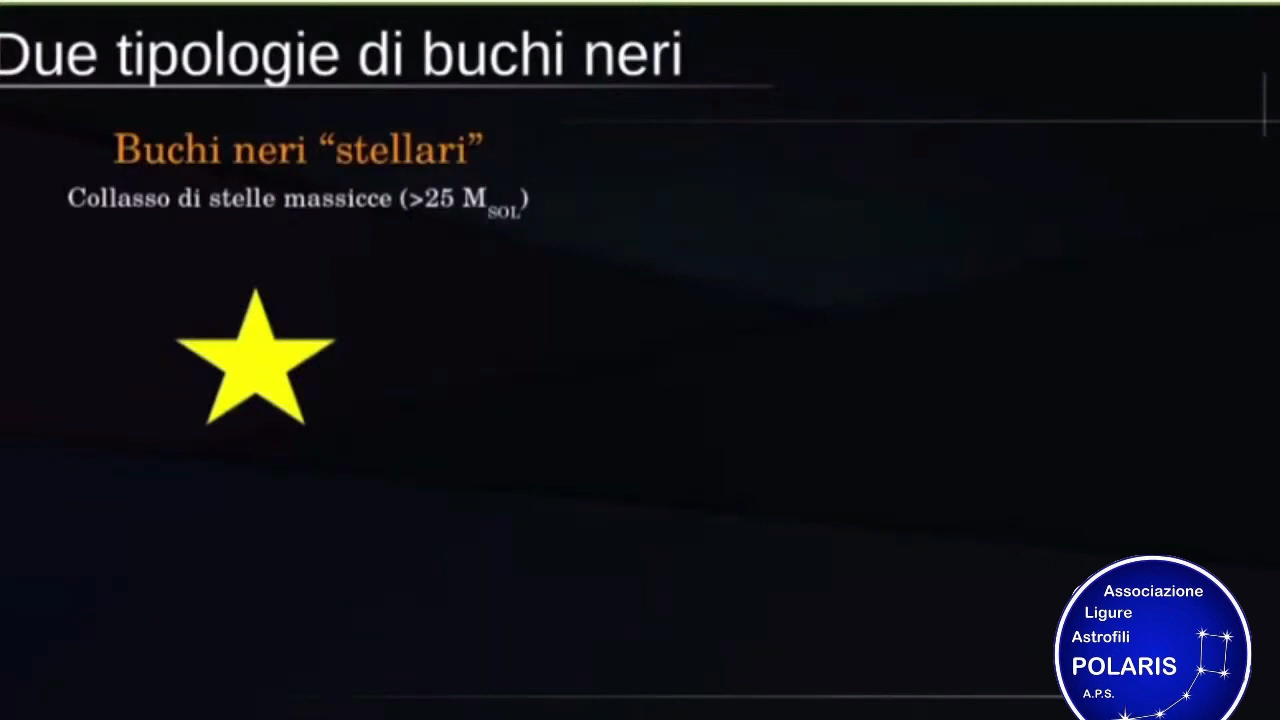 Due tipologie di buchi neri
Buchi neri “stellari”
Collasso di stelle massicce (>25 M_SOL)
Associazione
Ligure
Astrofili
POLARIS
A.P.S.